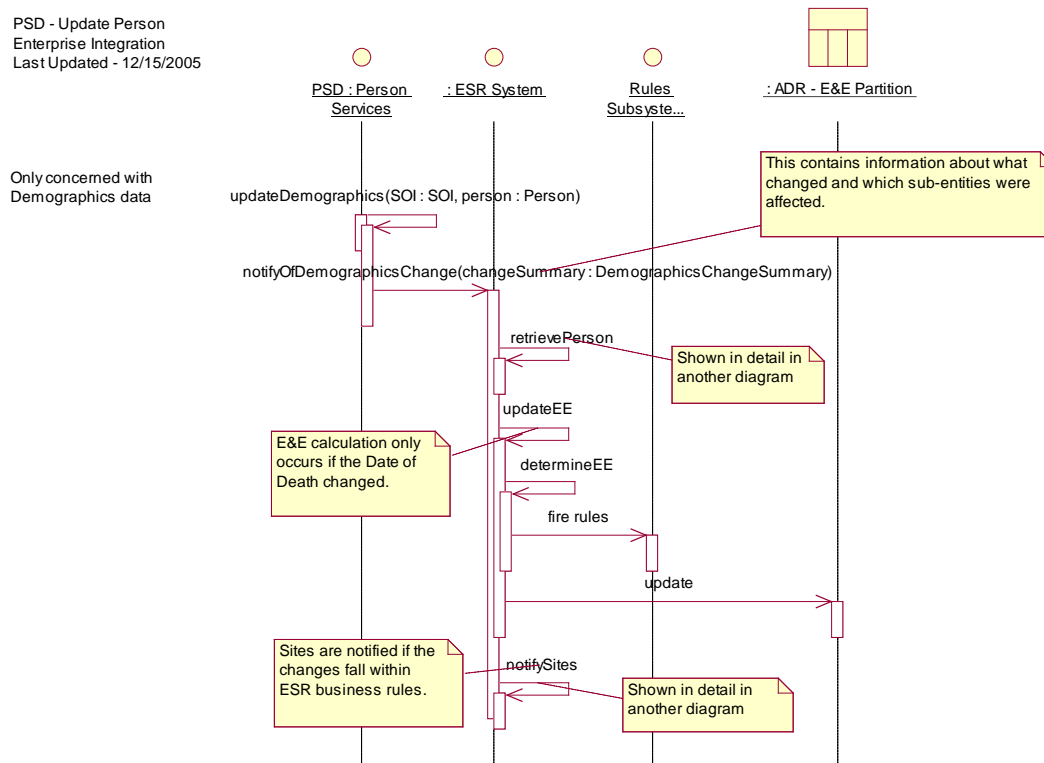 PSD - Update Person
Enterprise Integration
Last Updated - 12/15/2005
PSD : Person
Services
: ESR System
Rules
Subsyste...
: ADR - E&E Partition
Only concerned with
Demographics data
This contains information about what
changed and which sub-entities were
affected.
updateDemographics(SOI : SOI, person : Person)
notifyOfDemographicsChange(changeSummary : DemographicsChangeSummary)
retrievePerson
Shown in detail in
another diagram
updateEE
E&E calculation only
occurs if the Date of
Death changed.
determineEE
fire rules
update
Sites are notified if the
changes fall within
ESR business rules.
notifySites
Shown in detail in
another diagram